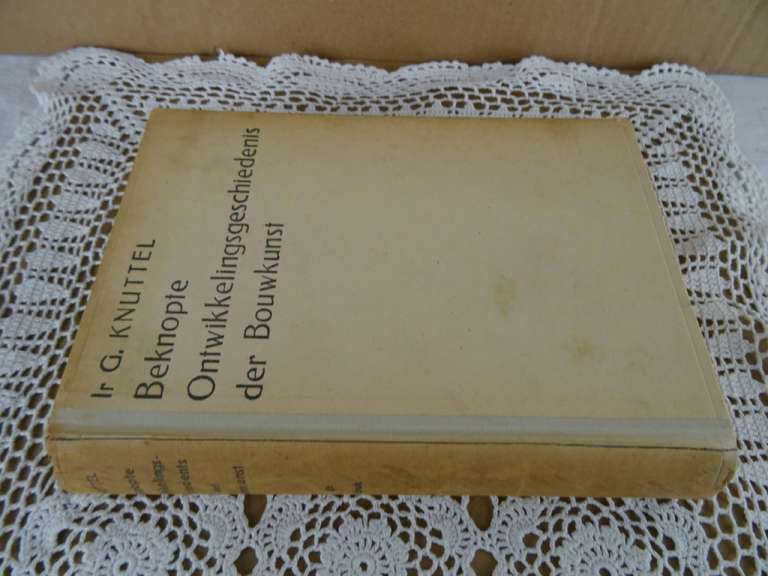 Ir G. KNUTTEL
Beknopte
Ontwikkelingsgeschiedenis
der Bouwkunst